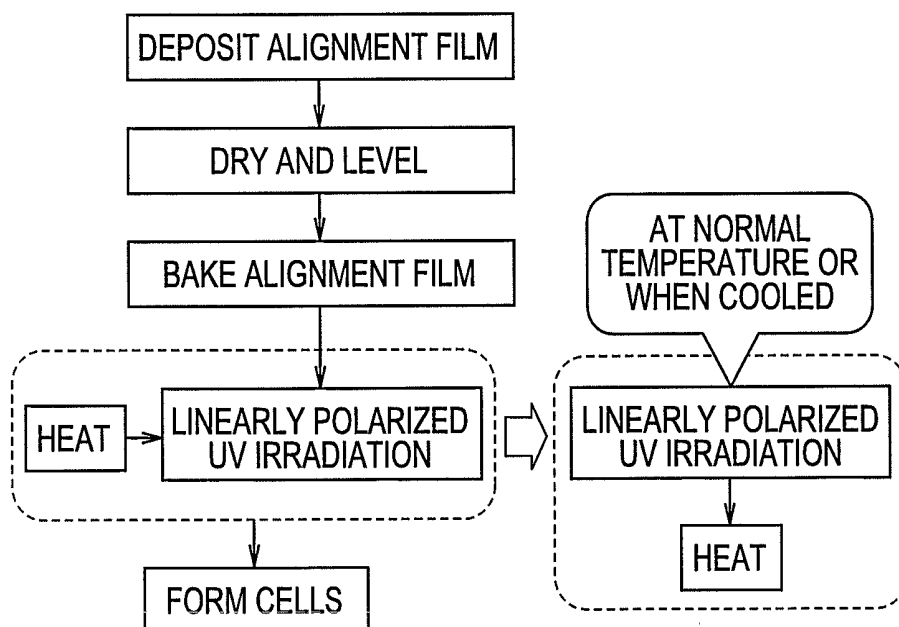 DEPOSIT ALIGNMENT FILM
DRY AND LEVEL
BAKE ALIGNMENT FILM
HEAT
LINEARLY POLARIZED
UV IRRADIATION
FORM CELLS
AT NORMAL
TEMPERATURE OR
WHEN COOLED
LINEARLY POLARIZED
UV IRRADIATION
HEAT